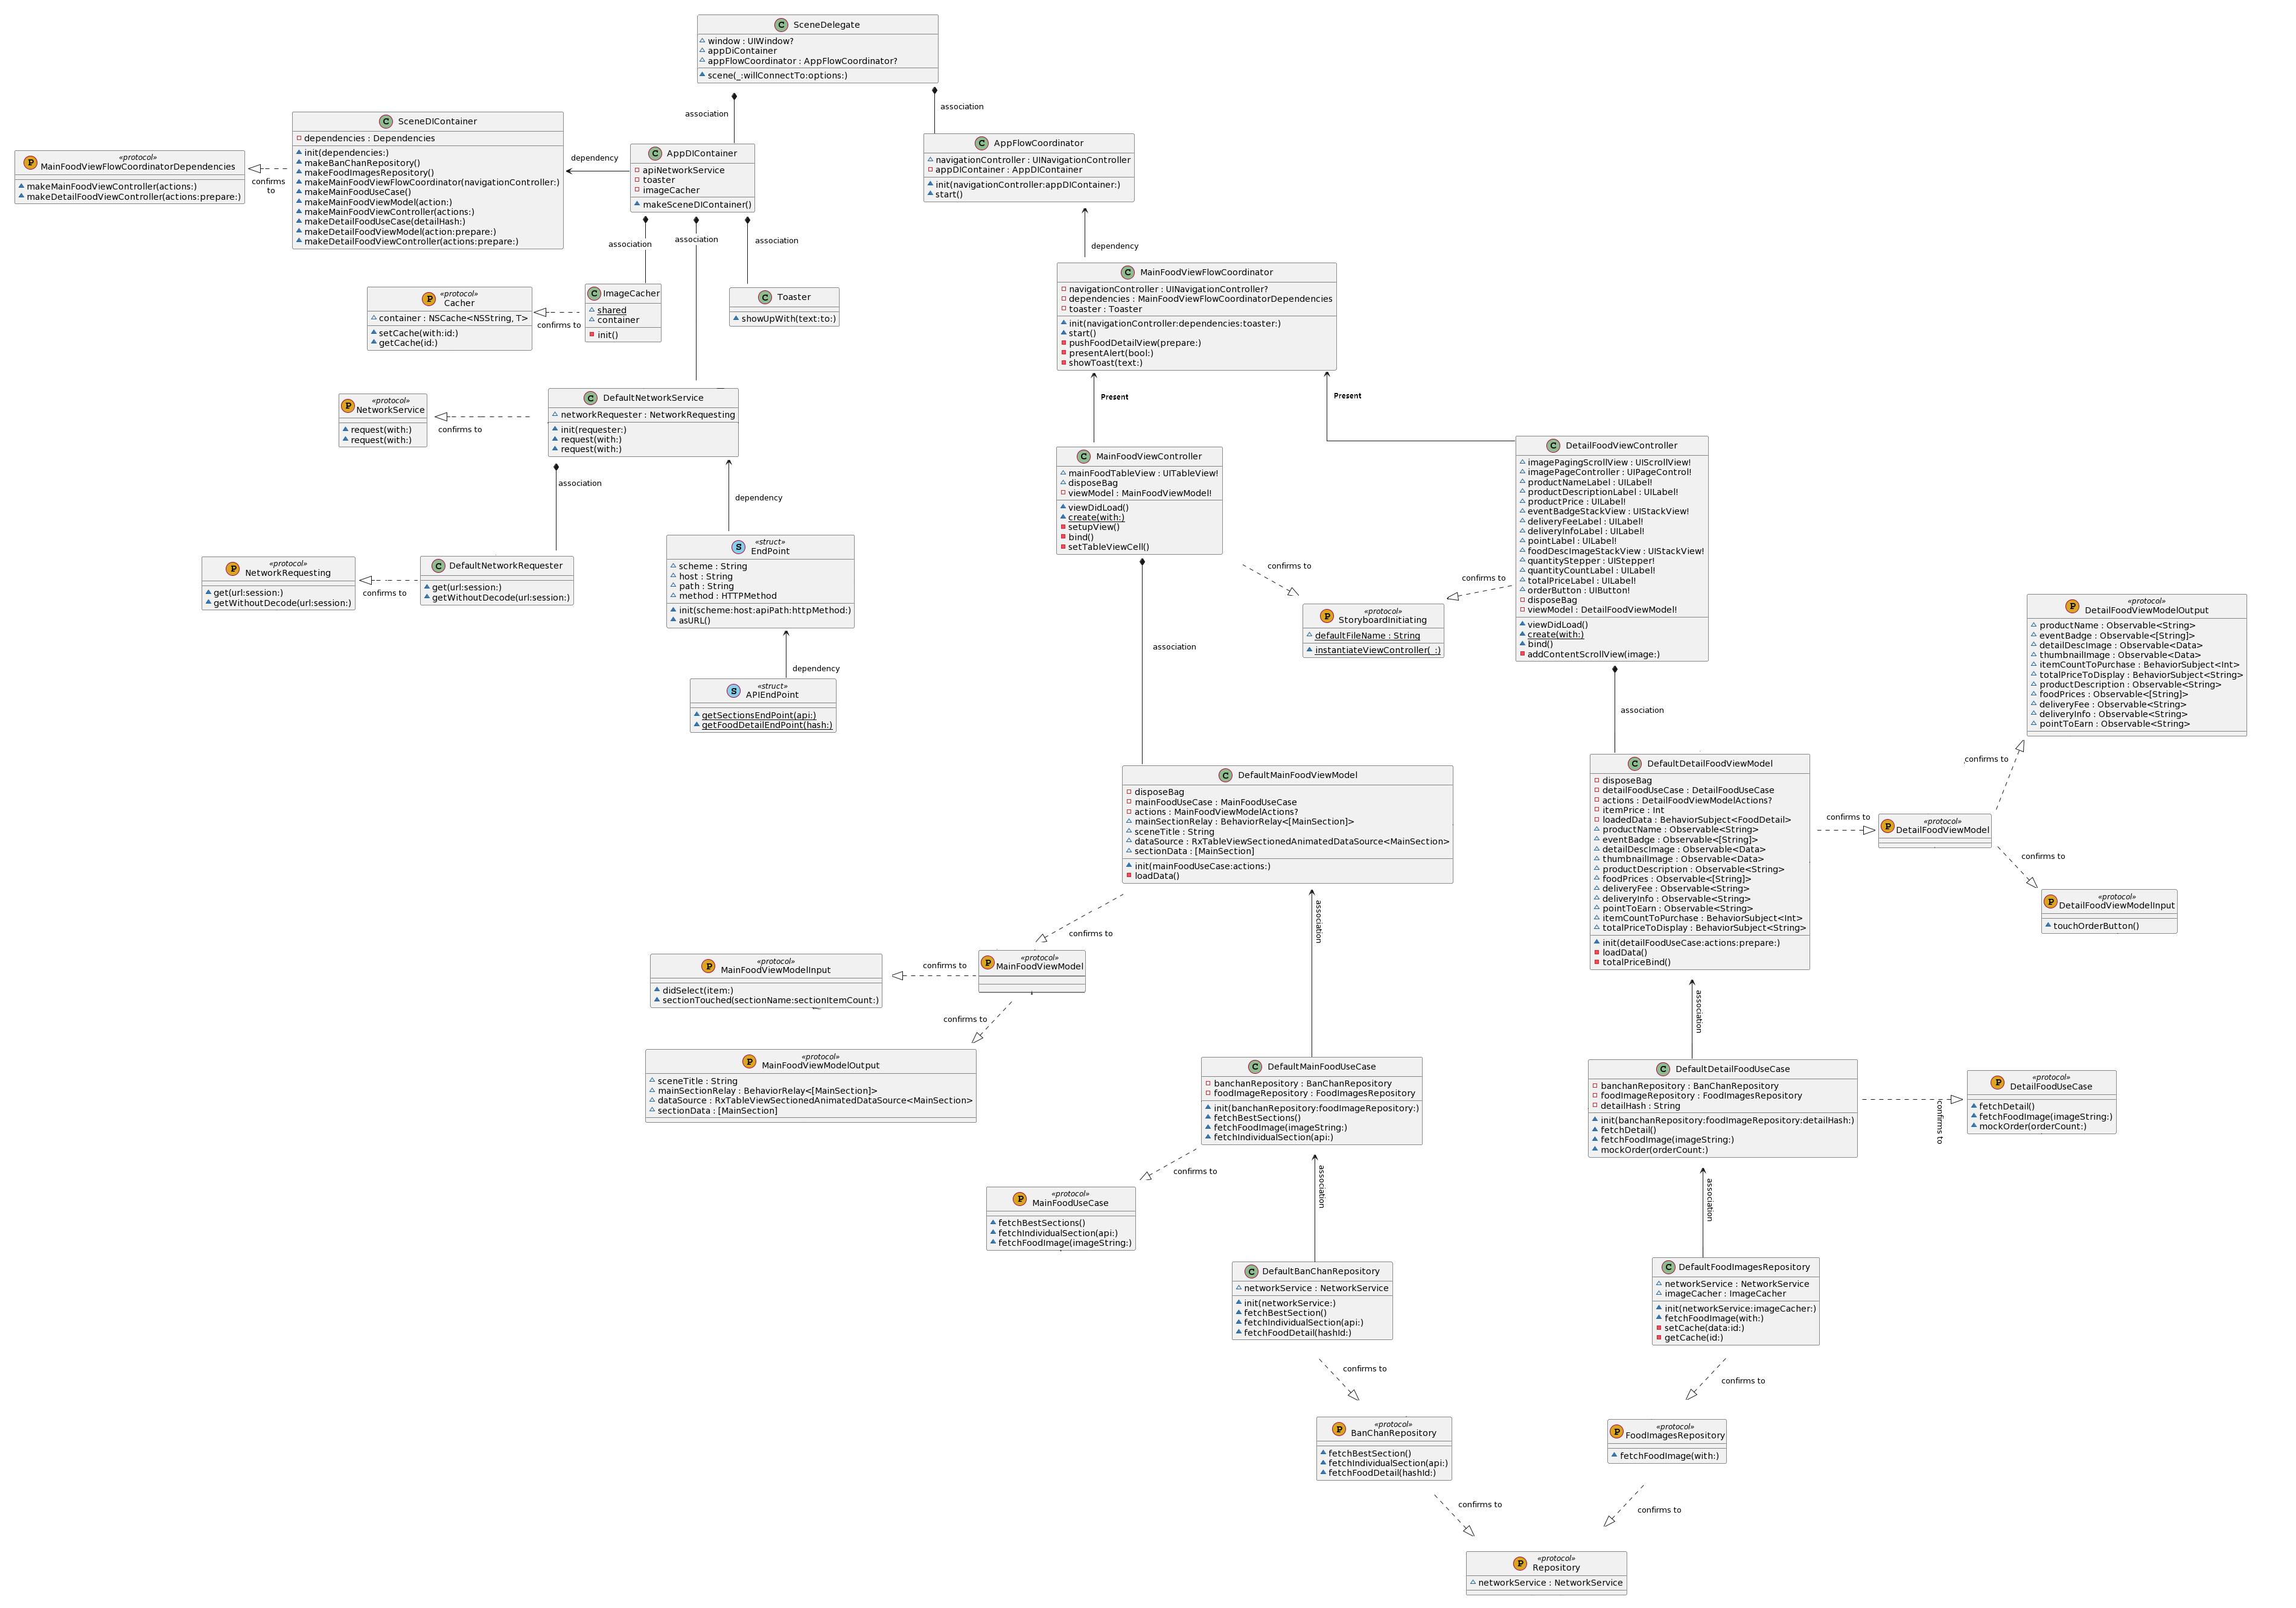 C SceneDelegate
window : UIWindow?
appDiContainer
appFlowCoordinator : AppFlowCoordinator?
scene(_:willConnectTo:options:)
association
association
C SceneDIContainer
dependencies : Dependencies
init(dependencies:)
makeBanChanRepository()
makeFoodImagesRepository()
makeMainFoodViewFlowCoordinator(navigationController:)
makeMainFoodUseCase()
makeMainFoodViewModel(action:)
makeMainFoodViewController(actions:)
makeDetailFoodUseCase(detailHash:)
makeDetailFoodViewModel(action:prepare:)
makeDetailFoodViewController(actions:prepare:)
«protocol»
P MainFoodViewFlowCoordinatorDependencies
makeMainFoodViewController(actions:)
makeDetailFoodViewController(actions:prepare:)
confirms
to
dependency
C AppDIContainer
apiNetworkService
toaster
imageCacher
makeSceneDIContainer()
C AppFlowCoordinator
navigationController : UINavigationController
appDIContainer : AppDIContainer
init(navigationController:appDIContainer:)
start()
association
association
association
dependency
«protocol»
P Cacher
container : NSCache<NSString, T>
setCache(with:id:)
getCache(id:)
confirms to
C ImageCacher
shared
container
init()
C Toaster
showUpWith(text:to:)
C MainFoodViewFlowCoordinator
navigationController : UINavigationController?
dependencies : MainFoodViewFlowCoordinatorDependencies
toaster : Toaster
init(navigationController:dependencies:toaster:)
start()
pushFoodDetailView(prepare:)
presentAlert(bool:)
showToast(text:)
Present
Present
«protocol»
P NetworkService
request(with:)
request(with:)
confirms to
C DefaultNetworkService
networkRequester : NetworkRequesting
init(requester:)
request(with:)
request(with:)
association
dependency
C MainFoodViewController
mainFoodTableView : UITableView!
disposeBag
viewModel : MainFoodViewModel!
viewDidLoad()
create(with:)
setupView()
bind()
setTableViewCell()
C DetailFoodViewController
imagePagingScrollView : UIScrollView!
imagePageController : UIPageControl!
productNameLabel : UILabel!
productDescriptionLabel : UILabel!
productPrice : UILabel!
eventBadgeStackView : UIStackView!
deliveryFeeLabel : UILabel!
deliveryInfoLabel : UILabel!
pointLabel : UILabel!
foodDescImageStackView : UIStackView!
quantityStepper : UIStepper!
quantityCountLabel : UILabel!
totalPriceLabel : UILabel!
orderButton : UIButton!
disposeBag
viewModel : DetailFoodViewModel!
viewDidLoad()
create(with:)
bind()
addContentScrollView(image:)
«protocol»
P NetworkRequesting
get(url:session:)
getWithoutDecode(url:session:)
confirms to
C DefaultNetworkRequester
get(url:session:)
getWithoutDecode(url:session:)
«struct»
S EndPoint
scheme : String
host : String
path : String
method : HTTPMethod
init(scheme:host:apiPath:httpMethod:)
asURL()
dependency
«struct»
S APIEndPoint
getSectionsEndPoint(api:)
getFoodDetailEndPoint(hash:)
confirms to
confirms to
«protocol»
P StoryboardInitiating
defaultFileName : String
instantiateViewController(_:)
association
association
«protocol»
P DetailFoodViewModelOutput
productName : Observable<String>
eventBadge : Observable<[String]>
detailDescImage : Observable<Data>
thumbnailImage : Observable<Data>
itemCountToPurchase : BehaviorSubject<Int>
totalPriceToDisplay : BehaviorSubject<String>
productDescription : Observable<String>
foodPrices : Observable<[String]>
deliveryFee : Observable<String>
deliveryInfo : Observable<String>
pointToEarn : Observable<String>
confirms to
C DefaultMainFoodViewModel
disposeBag
mainFoodUseCase : MainFoodUseCase
actions : MainFoodViewModelActions?
mainSectionRelay : BehaviorRelay<[MainSection]>
sceneTitle : String
dataSource : RxTableViewSectionedAnimatedDataSource<MainSection>
sectionData : [MainSection]
init(mainFoodUseCase:actions:)
loadData()
C DefaultDetailFoodViewModel
disposeBag
detailFoodUseCase : DetailFoodUseCase
actions : DetailFoodViewModelActions?
itemPrice : Int
loadedData : BehaviorSubject<FoodDetail>
productName : Observable<String>
eventBadge : Observable<[String]>
detailDescImage : Observable<Data>
thumbnailImage : Observable<Data>
productDescription : Observable<String>
foodPrices : Observable<[String]>
deliveryFee : Observable<String>
deliveryInfo : Observable<String>
pointToEarn : Observable<String>
itemCountToPurchase : BehaviorSubject<Int>
totalPriceToDisplay : BehaviorSubject<String>
init(detailFoodUseCase:actions:prepare:)
loadData()
totalPriceBind()
confirms to
«protocol»
P DetailFoodViewModel
confirms to
«protocol»
P DetailFoodViewModelInput
touchOrderButton()
confirms to
association
«protocol»
P MainFoodViewModelInput
didSelect(item:)
sectionTouched(sectionName:sectionItemCount:)
confirms to
«protocol»
P MainFoodViewModel
confirms to
«protocol»
P MainFoodViewModelOutput
sceneTitle : String
mainSectionRelay : BehaviorRelay<[MainSection]>
dataSource : RxTableViewSectionedAnimatedDataSource<MainSection>
sectionData : [MainSection]
association
C DefaultMainFoodUseCase
banchanRepository : BanChanRepository
foodImageRepository : FoodImagesRepository
init(banchanRepository:foodImageRepository:)
fetchBestSections()
fetchFoodImage(imageString:)
fetchIndividualSection(api:)
C DefaultDetailFoodUseCase
banchanRepository : BanChanRepository
foodImageRepository : FoodImagesRepository
detailHash : String
init(banchanRepository:foodImageRepository:detailHash:)
fetchDetail()
fetchFoodImage(imageString:)
mockOrder(orderCount:)
confirms to
«protocol»
P DetailFoodUseCase
fetchDetail()
fetchFoodImage(imageString:)
mockOrder(orderCount:)
confirms to
association
association
«protocol»
P MainFoodUseCase
fetchBestSections()
fetchIndividualSection(api:)
fetchFoodImage(imageString:)
C DefaultBanChanRepository
networkService : NetworkService
init(networkService:)
fetchBestSection()
fetchIndividualSection(api:)
fetchFoodDetail(hashId:)
C DefaultFoodImagesRepository
networkService : NetworkService
imageCacher : ImageCacher
init(networkService:imageCacher:)
fetchFoodImage(with:)
setCache(data:id:)
getCache(id:)
confirms to
confirms to
«protocol»
P BanChanRepository
fetchBestSection()
fetchIndividualSection(api:)
fetchFoodDetail(hashId:)
«protocol»
P FoodImagesRepository
fetchFoodImage(with:)
confirms to
confirms to
«protocol»
P Repository
networkService : NetworkService